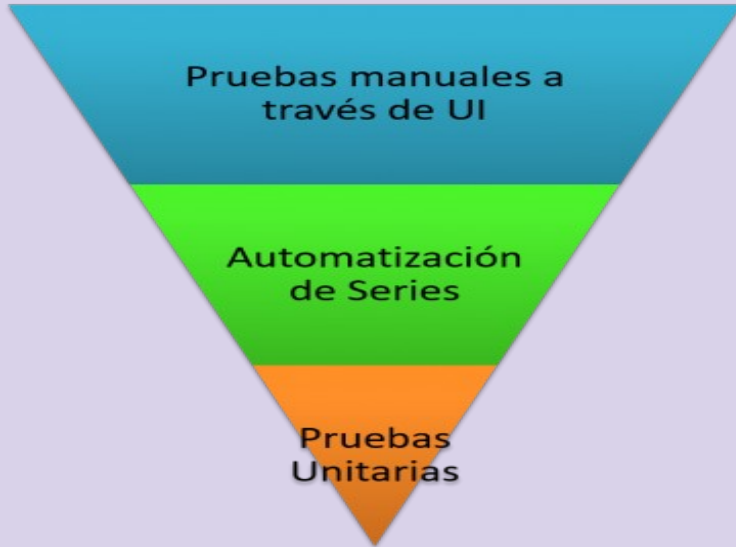 Pruebas manuales a
través de UI
Automatización
de Series
Pruebas
Unitarias